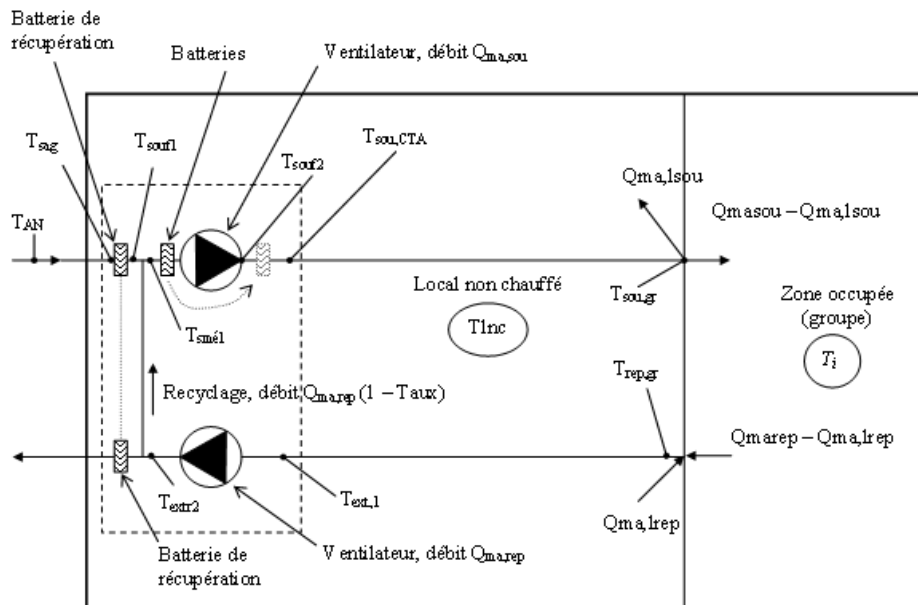 Batterie de
récupération
Batteries
Ventilateur, débit Qma,sou
Tsag
Tsouf1
Tsouf2
Tsou,CTA
Qma,lsou
TAN
Qmasou – Qma,lsou
Local non chauffé
T1nc
Tsou,gr
Zone occupée
(groupe)
Ti
Tsmél
Trep,gr
Recyclage, débit Qma,rep (1 – Taux)
Qmarep – Qma,lrep
Textr2
Text,1
Qma,lrep
Batterie de
récupération
Ventilateur, débit Qma,rep